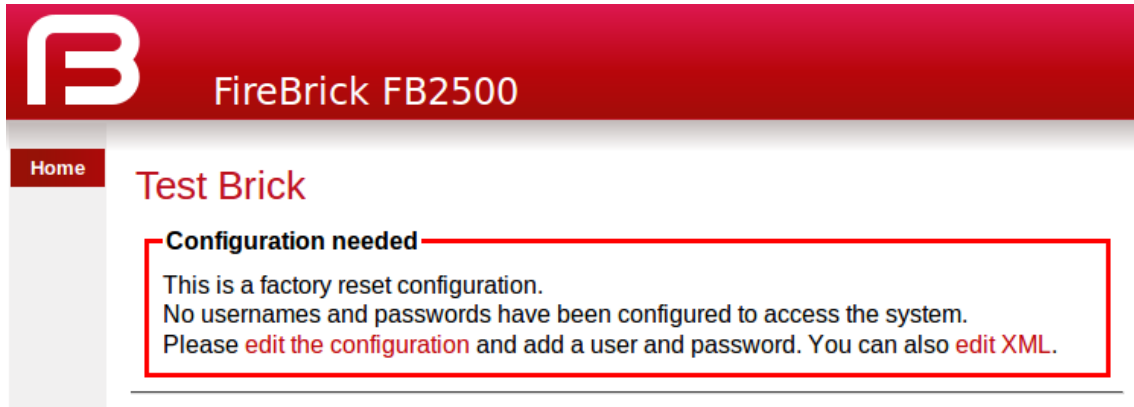 FB
FireBrick FB2500
Home
Test Brick
Configuration needed
This is a factory reset configuration.
No usernames and passwords have been configured to access the system.
Please edit the configuration and add a user and password. You can also edit XML.